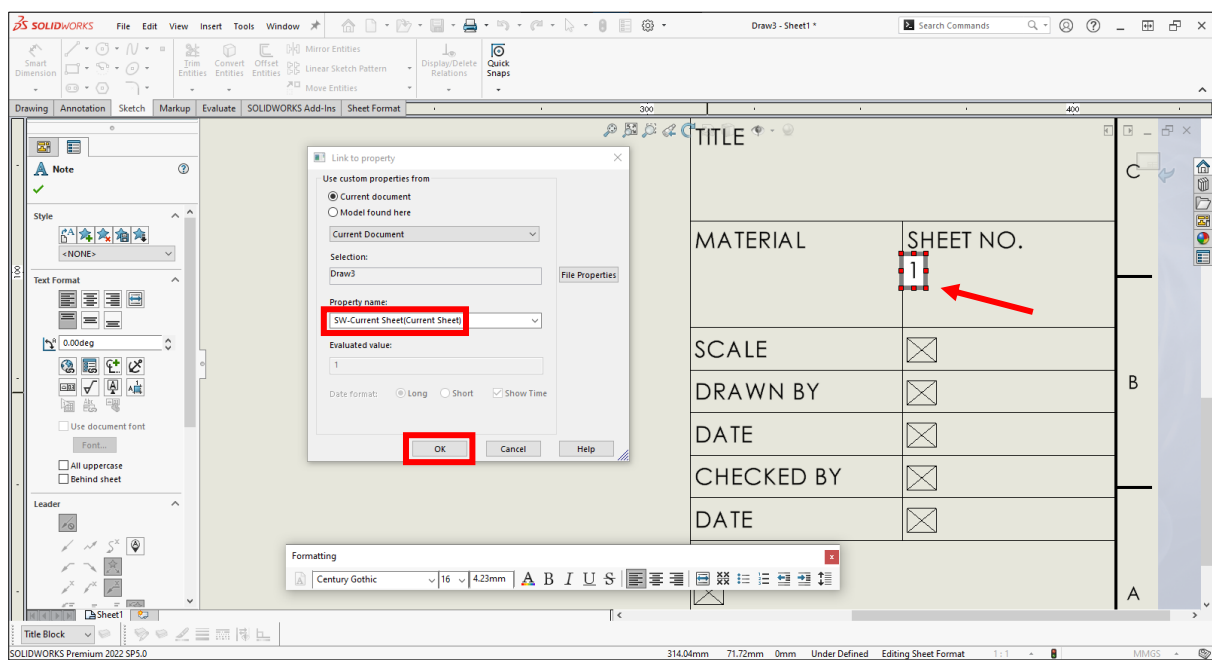 SOLIDWORKS File Edit View Insert Tools Window Draw3 - Sheet1 * Search Commands
Smart Dimension
Trim Entities
Convert Entities
Offset Entities
Mirror Entities
Linear Sketch Pattern
Move Entities
Display/Delete Relations
Quick Snaps
Drawing Annotation Sketch Markup Evaluate SOLIDWORKS Add-Ins Sheet Format
300 400
Note
Style
<NONE>
Text Format
0.00deg
Use document font
Font...
All uppercase
Behind sheet
Leader
100
Link to property
Use custom properties from
Current document
Model found here
Current Document
Selection:
Draw3 File Properties
Property name:
SW-Current Sheet(Current Sheet)
Evaluated value:
1
Date format: Long Short Show Time
OK Cancel Help
TITLE
C
MATERIAL SHEET NO.
1
SCALE
DRAWN BY B
DATE
CHECKED BY
DATE
A
Formatting
Century Gothic 16 4.23mm A B I U S
Sheet1
Title Block
SOLIDWORKS Premium 2022 SP5.0 314.04mm 71.72mm 0mm Under Defined Editing Sheet Format 1:1 MMGS